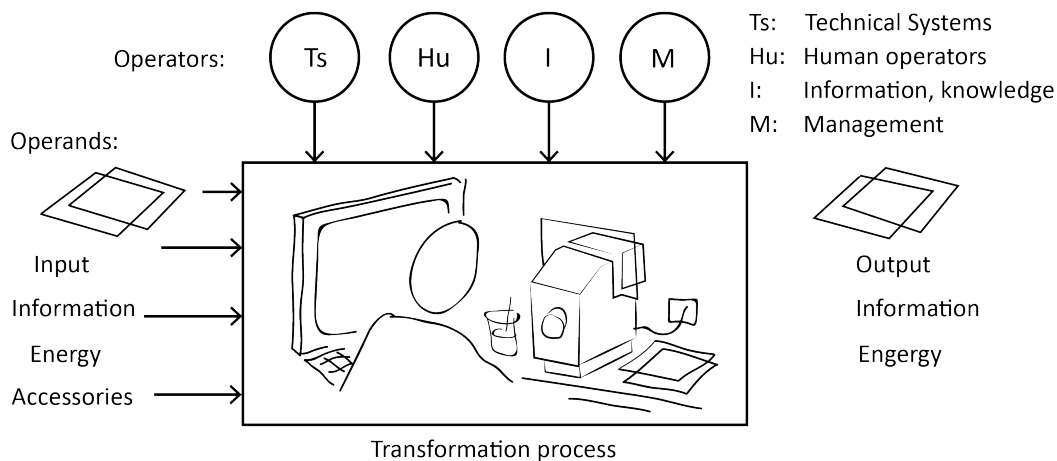 Operators:
Ts
Hu
I
M
Ts: Technical Systems
Hu: Human operators
I: Information, knowledge
M: Management
Operands:
Input
Information
Energy
Accessories
Output
Information
Engergy
Transformation process